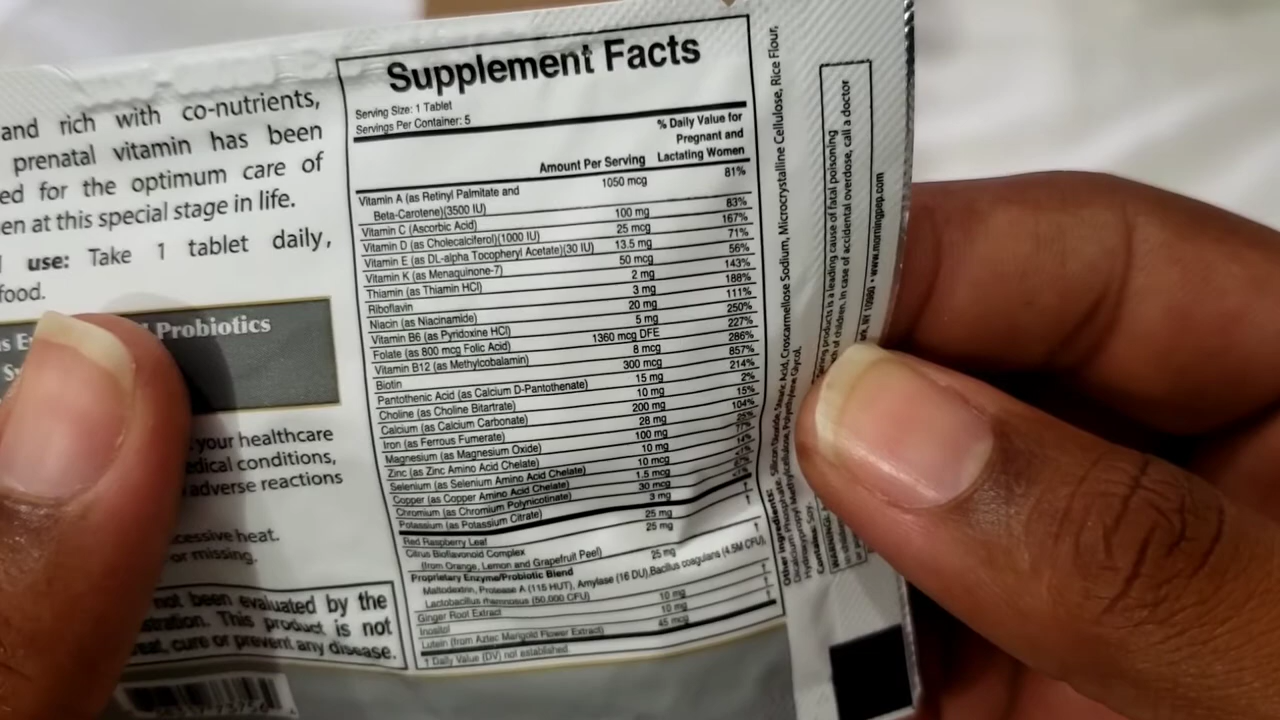 and rich with co-nutrients,
prenatal vitamin has been
ed for the optimum care of
en at this special stage in life.
use: Take 1 tablet daily,
food.
Probiotics
your healthcare
edical conditions,
adverse reactions
cessive heat.
or missing.
not been evaluated by the
stration. This product is not
eat, cure or prevent any disease.
Supplement Facts
Serving Size: 1 Tablet
Servings Per Container: 5
% Daily Value for
Pregnant and
Amount Per Serving Lactating Women
Vitamin A (as Retinyl Palmitate and 1050 mcg 81%
Beta-Carotene)(3500 IU)
Vitamin C (Ascorbic Acid) 100 mg 83%
Vitamin D (as Cholecalciferol)(1000 IU) 25 mcg 167%
Vitamin E (as DL-alpha Tocopheryl Acetate)(30 IU) 13.5 mg 71%
Vitamin K (as Menaquinone-7) 50 mcg 56%
Thiamin (as Thiamin HCl) 2 mg 143%
Riboflavin 3 mg 188%
Niacin (as Niacinamide) 20 mg 111%
Vitamin B6 (as Pyridoxine HCl) 5 mg 250%
Folate (as 800 mcg Folic Acid) 1360 mcg DFE 227%
Vitamin B12 (as Methylcobalamin) 8 mcg 286%
Biotin 300 mcg 857%
Pantothenic Acid (as Calcium D-Pantothenate) 15 mg 214%
Choline (as Choline Bitartrate) 10 mg 2%
Calcium (as Calcium Carbonate) 200 mg 15%
Iron (as Ferrous Fumerate) 28 mg 104%
Magnesium (as Magnesium Oxide) 100 mg 25%
Zinc (as Zinc Amino Acid Chelate) 10 mg 77%
Selenium (as Selenium Amino Acid Chelate) 10 mcg 14%
Copper (as Copper Amino Acid Chelate) 1.5 mcg <1%
Chromium (as Chromium Polynicotinate) 30 mcg
Potassium (as Potassium Citrate) 3 mg <1%
Red Raspberry Leaf 25 mg †
Citrus Bioflavonoid Complex 25 mg †
(from Orange, Lemon and Grapefruit Peel)
Proprietary Enzyme/Probiotic Blend 25 mg †
Maltodextrin, Protease A (115 HUT), Amylase (16 DU),Bacillus coagulans (4.5M CFU),
Lactobacillus rhamnosus (50,000 CFU)
Ginger Root Extract 10 mg †
Inositol 10 mg †
Lutein (from Aztec Marigold Flower Extract) 45 mcg †
† Daily Value (DV) not established.
Other Ingredients: Silicon Dioxide, Stearic Acid, Croscarmellose Sodium, Microcrystalline Cellulose, Rice Flour,
Dicalcium Phosphate, Hydroxypropyl Methylcellulose, Polyethylene Glycol.
Contains: Soy.
WARNING: products is a leading cause of fatal poisoning
of children. In case of accidental overdose, call a doctor
NY 10980 • www.morningpep.com